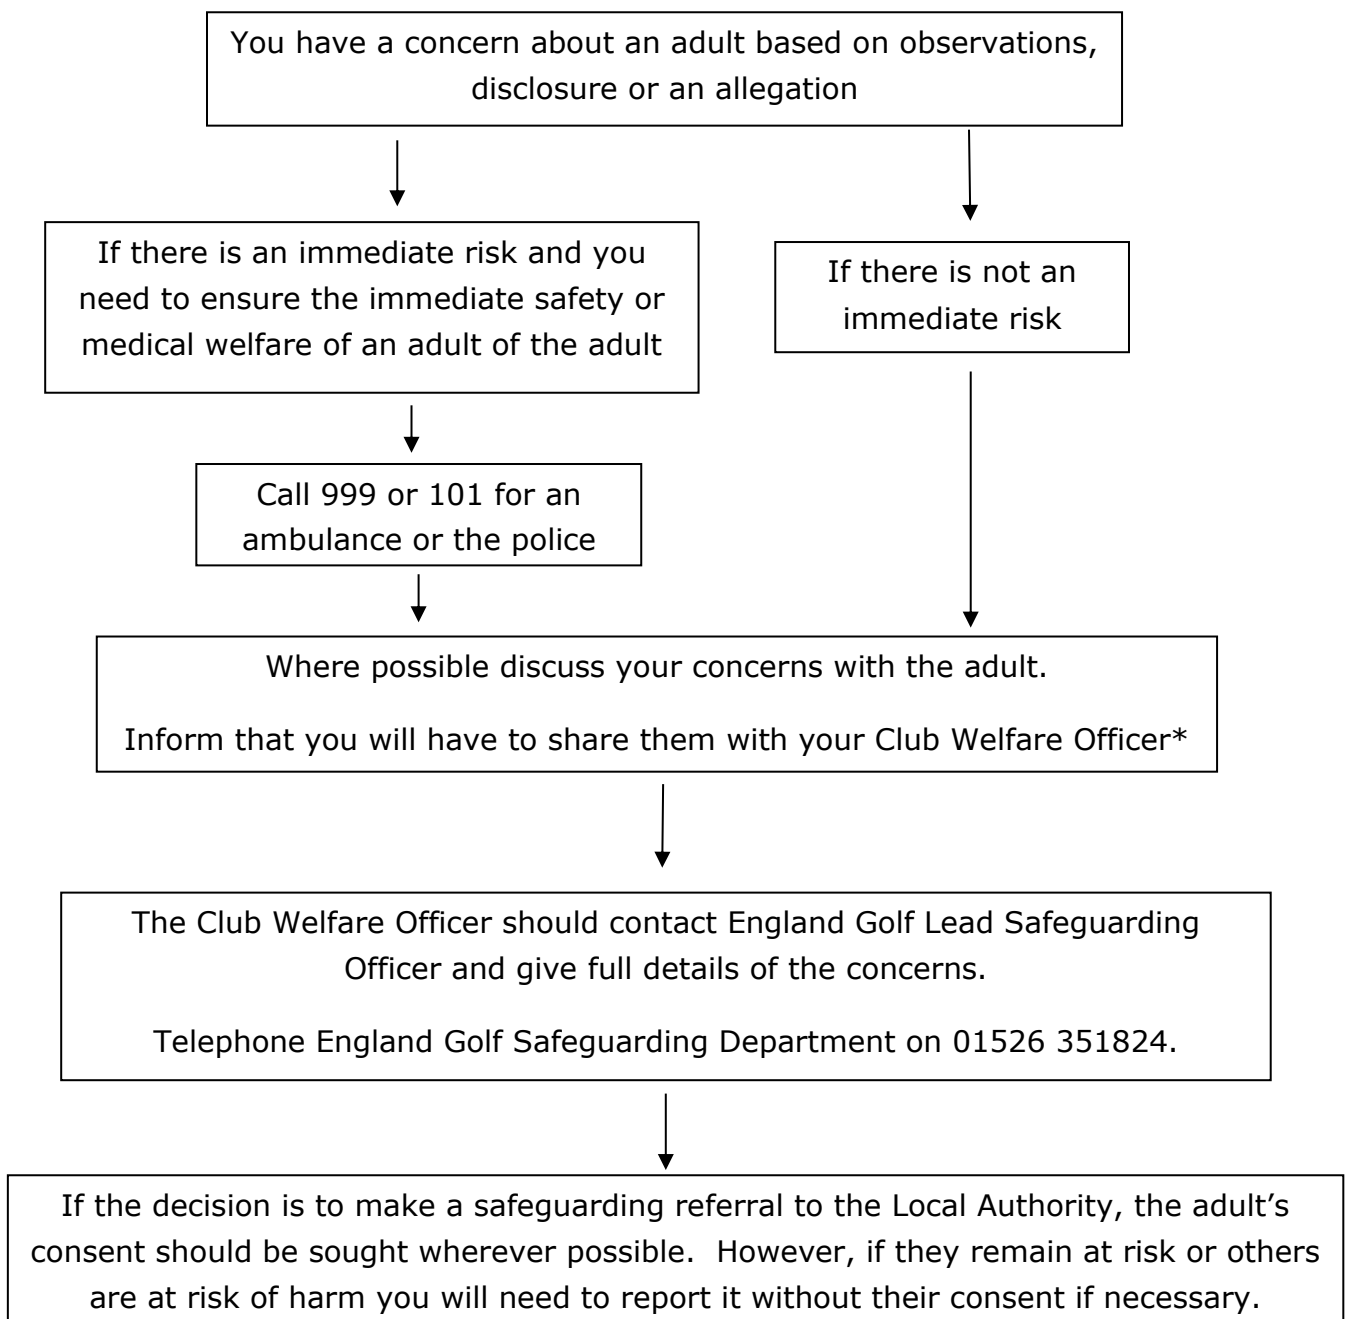 You have a concern about an adult based on observations,
disclosure or an allegation
If there is an immediate risk and you
need to ensure the immediate safety or
medical welfare of an adult of the adult
If there is not an
immediate risk
Call 999 or 101 for an
ambulance or the police
Where possible discuss your concerns with the adult.
Inform that you will have to share them with your Club Welfare Officer*
The Club Welfare Officer should contact England Golf Lead Safeguarding
Officer and give full details of the concerns.
Telephone England Golf Safeguarding Department on 01526 351824.
If the decision is to make a safeguarding referral to the Local Authority, the adult’s
consent should be sought wherever possible.  However, if they remain at risk or others
are at risk of harm you will need to report it without their consent if necessary.